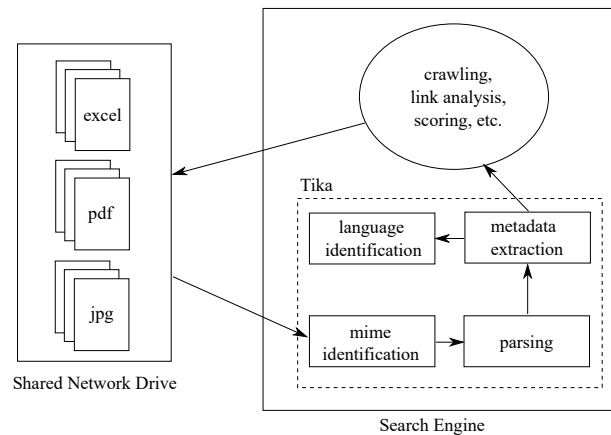 excel
pdf
jpg
Shared Network Drive
crawling,
link analysis,
scoring, etc.
Tika
language
identification
metadata
extraction
mime
identification
parsing
Search Engine